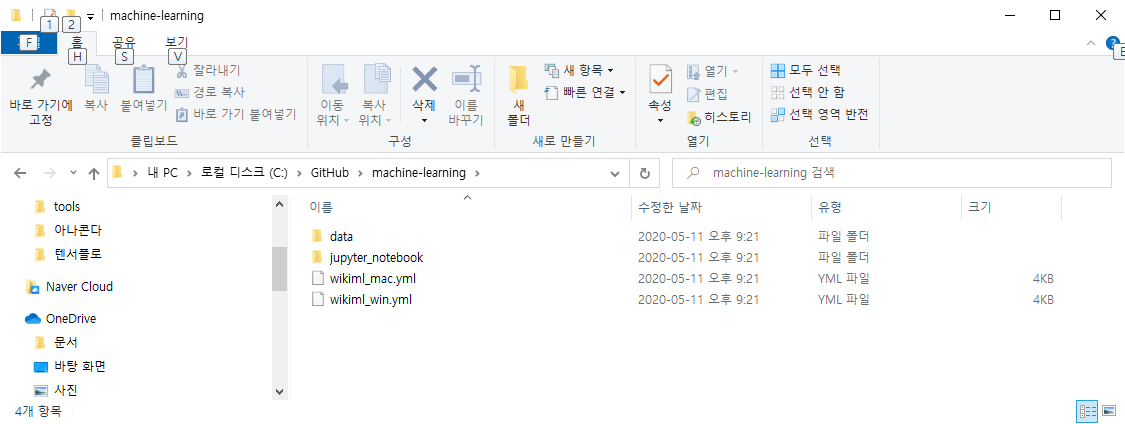 machine-learning
1 2
F 홈 공유 보기
H S V
E
바로 가기에 고정
복사
붙여넣기
잘라내기
경로 복사
바로 가기 붙여넣기
클립보드
이동 위치
복사 위치
삭제
이름 바꾸기
구성
새 폴더
새 항목
빠른 연결
새로 만들기
속성
열기
편집
히스토리
열기
모두 선택
선택 안 함
선택 영역 반전
선택
내 PC > 로컬 디스크 (C:) > GitHub > machine-learning >
machine-learning 검색
tools
아나콘다
텐서플로
Naver Cloud
OneDrive
문서
바탕 화면
사진
이름 수정한 날짜 유형 크기
data 2020-05-11 오후 9:21 파일 폴더
jupyter_notebook 2020-05-11 오후 9:21 파일 폴더
wikiml_mac.yml 2020-05-11 오후 9:21 YML 파일 4KB
wikiml_win.yml 2020-05-11 오후 9:21 YML 파일 4KB
4개 항목